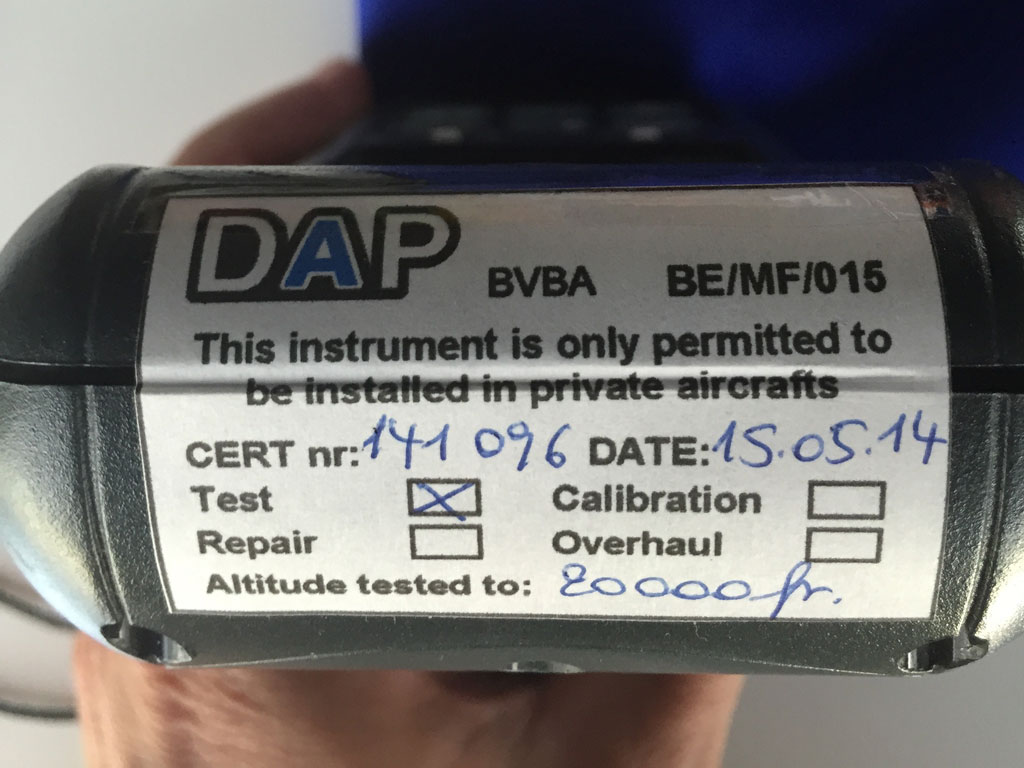 DAP BVBA BE/MF/015
This instrument is only permitted to
be installed in private aircrafts
CERT nr: 141 096 DATE: 15.05.14
Test Calibration
Repair Overhaul
Altitude tested to: 20000 fr.